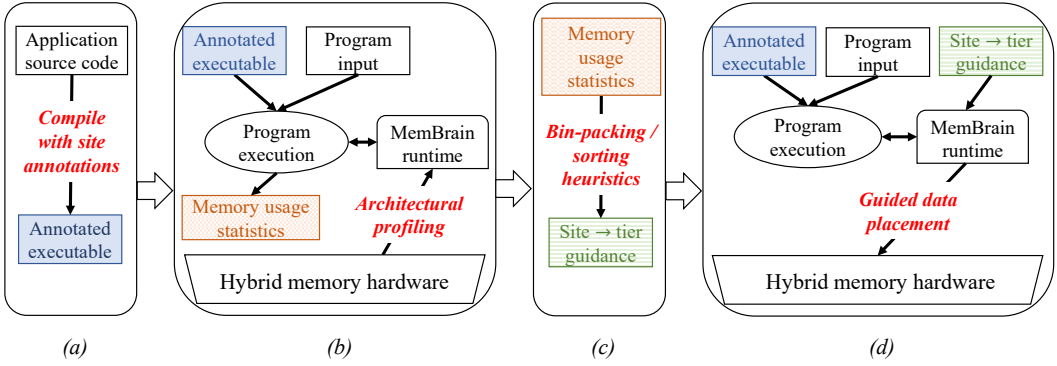 Application
source code
Compile
with site
annotations
Annotated
executable
(a)
Annotated
executable
Program
input
Program
execution
MemBrain
runtime
Memory usage
statistics
Architectural
profiling
Hybrid memory hardware
(b)
Memory
usage
statistics
Bin-packing /
sorting
heuristics
Site → tier
guidance
(c)
Annotated
executable
Program
input
Site → tier
guidance
Program
execution
MemBrain
runtime
Guided data
placement
Hybrid memory hardware
(d)